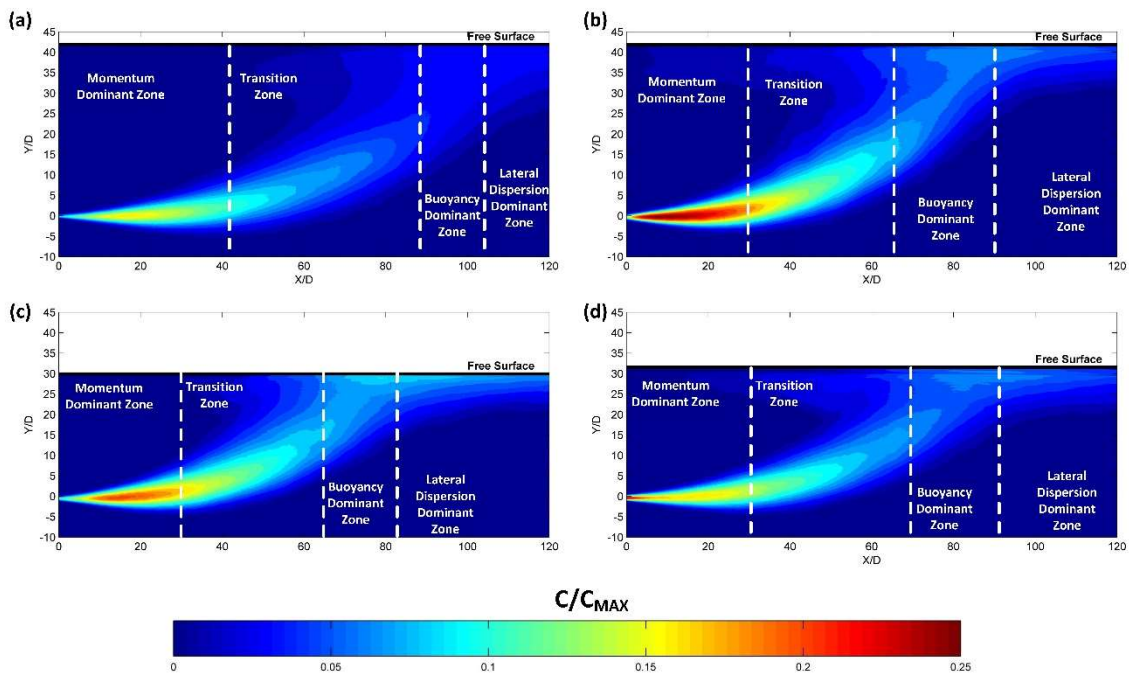 (a)
45
40
35
30
25
20
15
10
5
0
-5
-10
Y/D
Free Surface
Momentum
Dominant Zone
Transition
Zone
Buoyancy
Dominant
Zone
Lateral
Dispersion
Dominant
Zone
0 20 40 60 80 100 120
X/D
(b)
45
40
35
30
25
20
15
10
5
0
-5
-10
Y/D
Free Surface
Momentum
Dominant Zone
Transition
Zone
Buoyancy
Dominant
Zone
Lateral
Dispersion
Dominant
Zone
0 20 40 60 80 100 120
X/D
(c)
45
40
35
30
25
20
15
10
5
0
-5
-10
Y/D
Free Surface
Momentum
Dominant Zone
Transition
Zone
Buoyancy
Dominant
Zone
Lateral
Dispersion
Dominant
Zone
0 20 40 60 80 100 120
X/D
(d)
45
40
35
30
25
20
15
10
5
0
-5
-10
Y/D
Free Surface
Momentum
Dominant Zone
Transition
Zone
Buoyancy
Dominant
Zone
Lateral
Dispersion
Dominant
Zone
0 20 40 60 80 100 120
X/D
C/CMAX
0 0.05 0.1 0.15 0.2 0.25